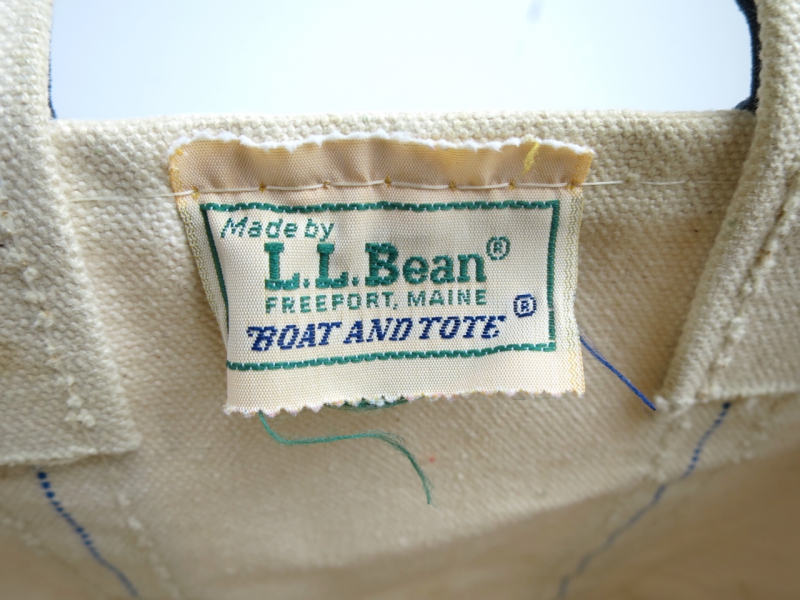 Made by
L.L.Bean®
FREEPORT, MAINE
BOAT AND TOTE®